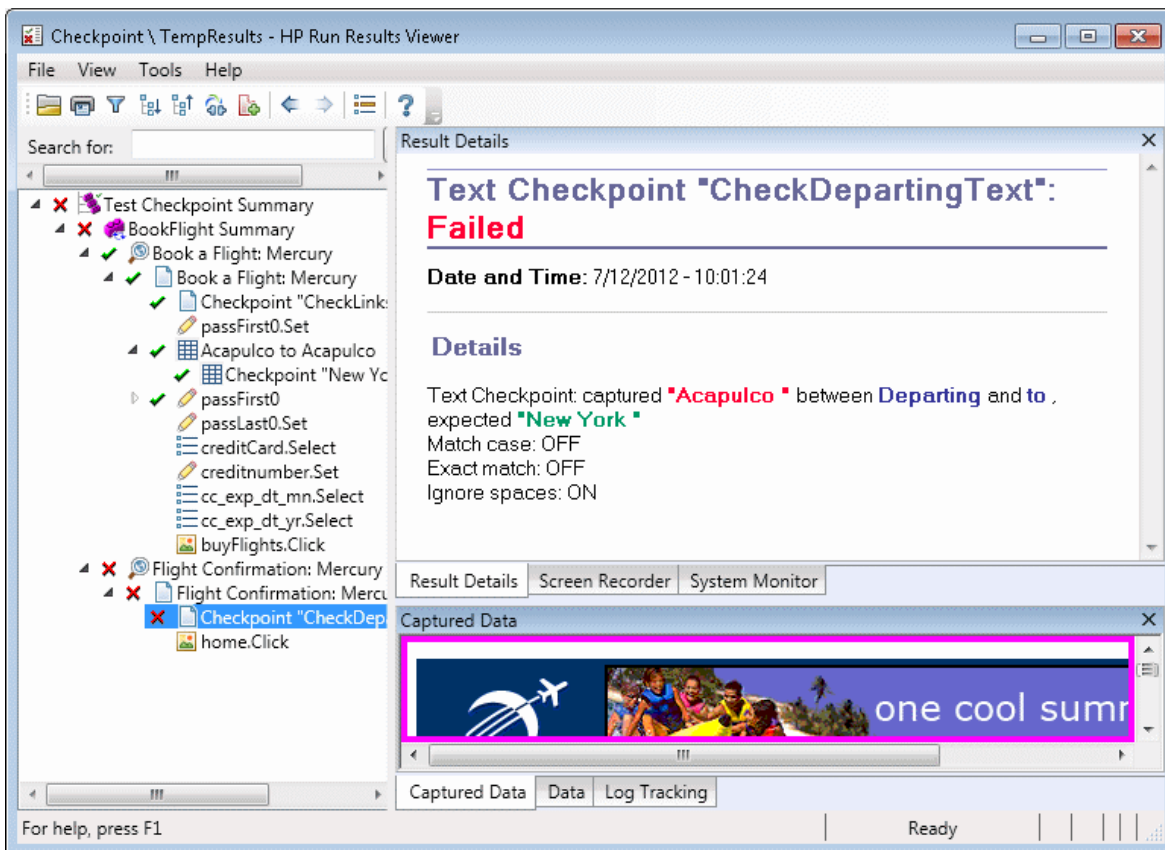 Checkpoint \ TempResults - HP Run Results Viewer
File View Tools Help
Search for:
Test Checkpoint Summary
BookFlight Summary
Book a Flight: Mercury
Book a Flight: Mercury
Checkpoint "CheckLinks
passFirst0.Set
Acapulco to Acapulco
Checkpoint "New Yo
passFirst0
passLast0.Set
creditCard.Select
creditnumber.Set
cc_exp_dt_mn.Select
cc_exp_dt_yr.Select
buyFlights.Click
Flight Confirmation: Mercury
Flight Confirmation: Mercu
Checkpoint "CheckDepa
home.Click
Result Details
Text Checkpoint "CheckDepartingText":
Failed
Date and Time: 7/12/2012 - 10:01:24
Details
Text Checkpoint: captured "Acapulco " between Departing and to ,
expected "New York "
Match case: OFF
Exact match: OFF
Ignore spaces: ON
Result Details Screen Recorder System Monitor
Captured Data
one cool summ
Captured Data Data Log Tracking
For help, press F1 Ready